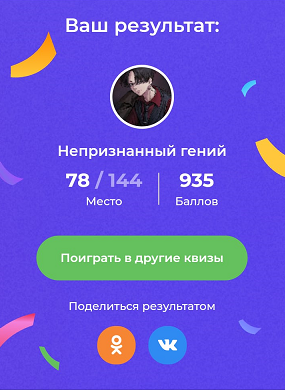 Ваш результат:
Непризнанный гений
78 / 144 935
Место Баллов
Поиграть в другие квизы
Поделиться результатом